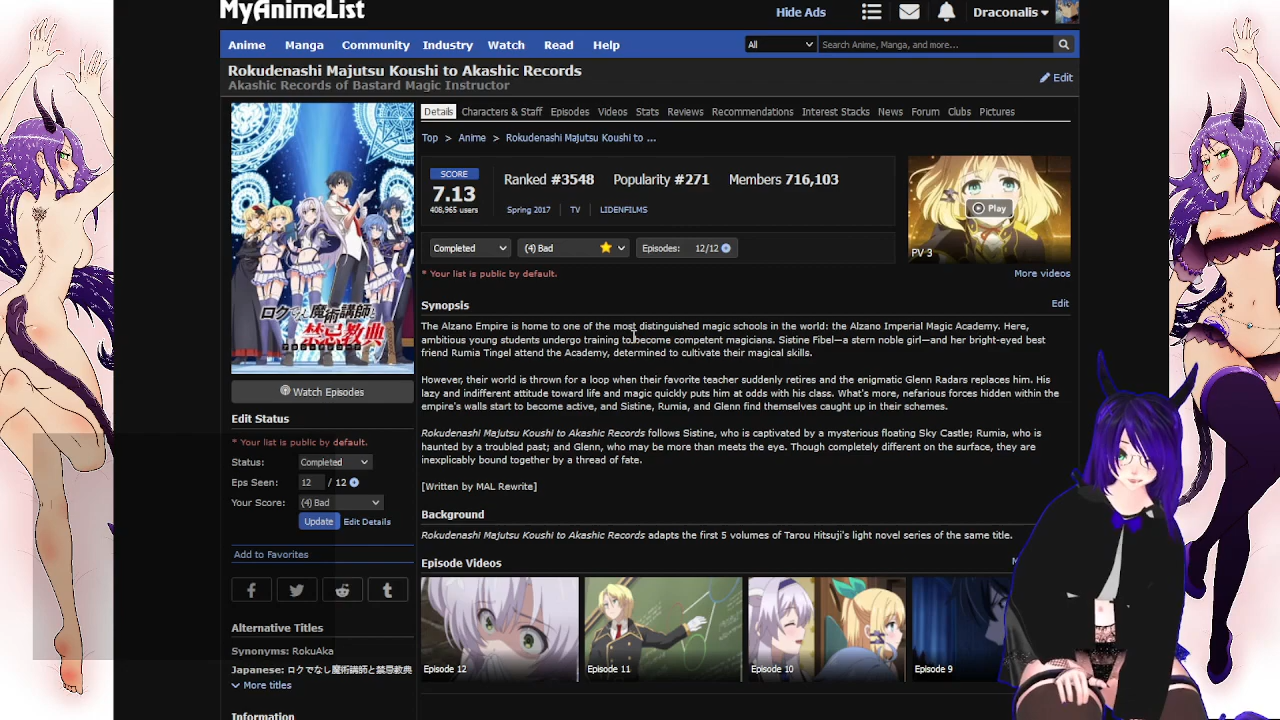 MyAnimeList
Hide Ads
Draconalis
Anime Manga Community Industry Watch Read Help
All
Search Anime, Manga, and more...
Rokudenashi Majutsu Koushi to Akashic Records
Akashic Records of Bastard Magic Instructor
Edit
Details Characters & Staff Episodes Videos Stats Reviews Recommendations Interest Stacks News Forum Clubs Pictures
Top > Anime > Rokudenashi Majutsu Koushi to ...
SCORE
7.13
408,965 users
Ranked #3548 Popularity #271 Members 716,103
Spring 2017 TV LIDENFILMS
Completed
(4) Bad
Episodes: 12/12
* Your list is public by default.
Play
PV 3
More videos
Synopsis
Edit
The Alzano Empire is home to one of the most distinguished magic schools in the world: the Alzano Imperial Magic Academy. Here,
ambitious young students undergo training to become competent magicians. Sistine Fibel—a stern noble girl—and her bright-eyed best
friend Rumia Tingel attend the Academy, determined to cultivate their magical skills.
However, their world is thrown for a loop when their favorite teacher suddenly retires and the enigmatic Glenn Radars replaces him. His
lazy and indifferent attitude toward life and magic quickly puts him at odds with his class. What's more, nefarious forces hidden within the
empire's walls start to become active, and Sistine, Rumia, and Glenn find themselves caught up in their schemes.
Rokudenashi Majutsu Koushi to Akashic Records follows Sistine, who is captivated by a mysterious floating Sky Castle; Rumia, who is
haunted by a troubled past; and Glenn, who may be more than meets the eye. Though completely different on the surface, they are
inexplicably bound together by a thread of fate.
[Written by MAL Rewrite]
Background
Rokudenashi Majutsu Koushi to Akashic Records adapts the first 5 volumes of Tarou Hitsuji's light novel series of the same title.
Episode Videos
Episode 12
Episode 11
Episode 10
Episode 9
ロクでなし魔術講師と
禁忌教典
Watch Episodes
Edit Status
* Your list is public by default.
Status: Completed
Eps Seen: 12 / 12
Your Score: (4) Bad
Update Edit Details
Add to Favorites
Alternative Titles
Synonyms: RokuAka
Japanese: ロクでなし魔術講師と禁忌教典
More titles
Information